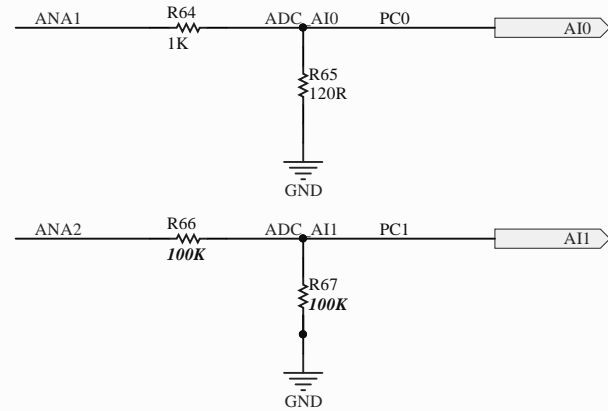 ANA1 R64 1K ADC_AI0 PC0 AI0
R65
120R
GND
ANA2 R66 100K ADC_AI1 PC1 AI1
R67
100K
GND